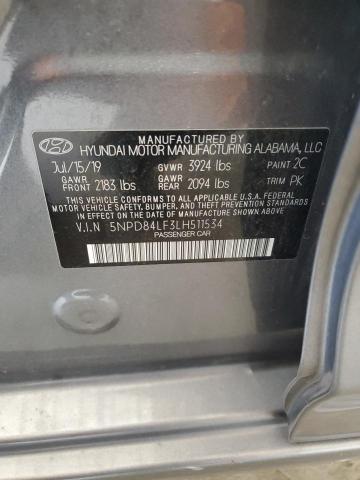 MANUFACTURED BY
HYUNDAI MOTOR MANUFACTURING ALABAMA, LLC
Jul/15/19 GVWR 3924 lbs PAINT 2C
GAWR FRONT 2183 lbs GAWR REAR 2094 lbs TRIM PK
THIS VEHICLE CONFORMS TO ALL APPLICABLE U.S. FEDERAL
MOTOR VEHICLE SAFETY, BUMPER, AND THEFT PREVENTION
STANDARDS IN EFFECT ON THE DATE OF MANUFACTURE SHOWN ABOVE.
V.I.N 5NPD84LF3LH511534
PASSENGER CAR